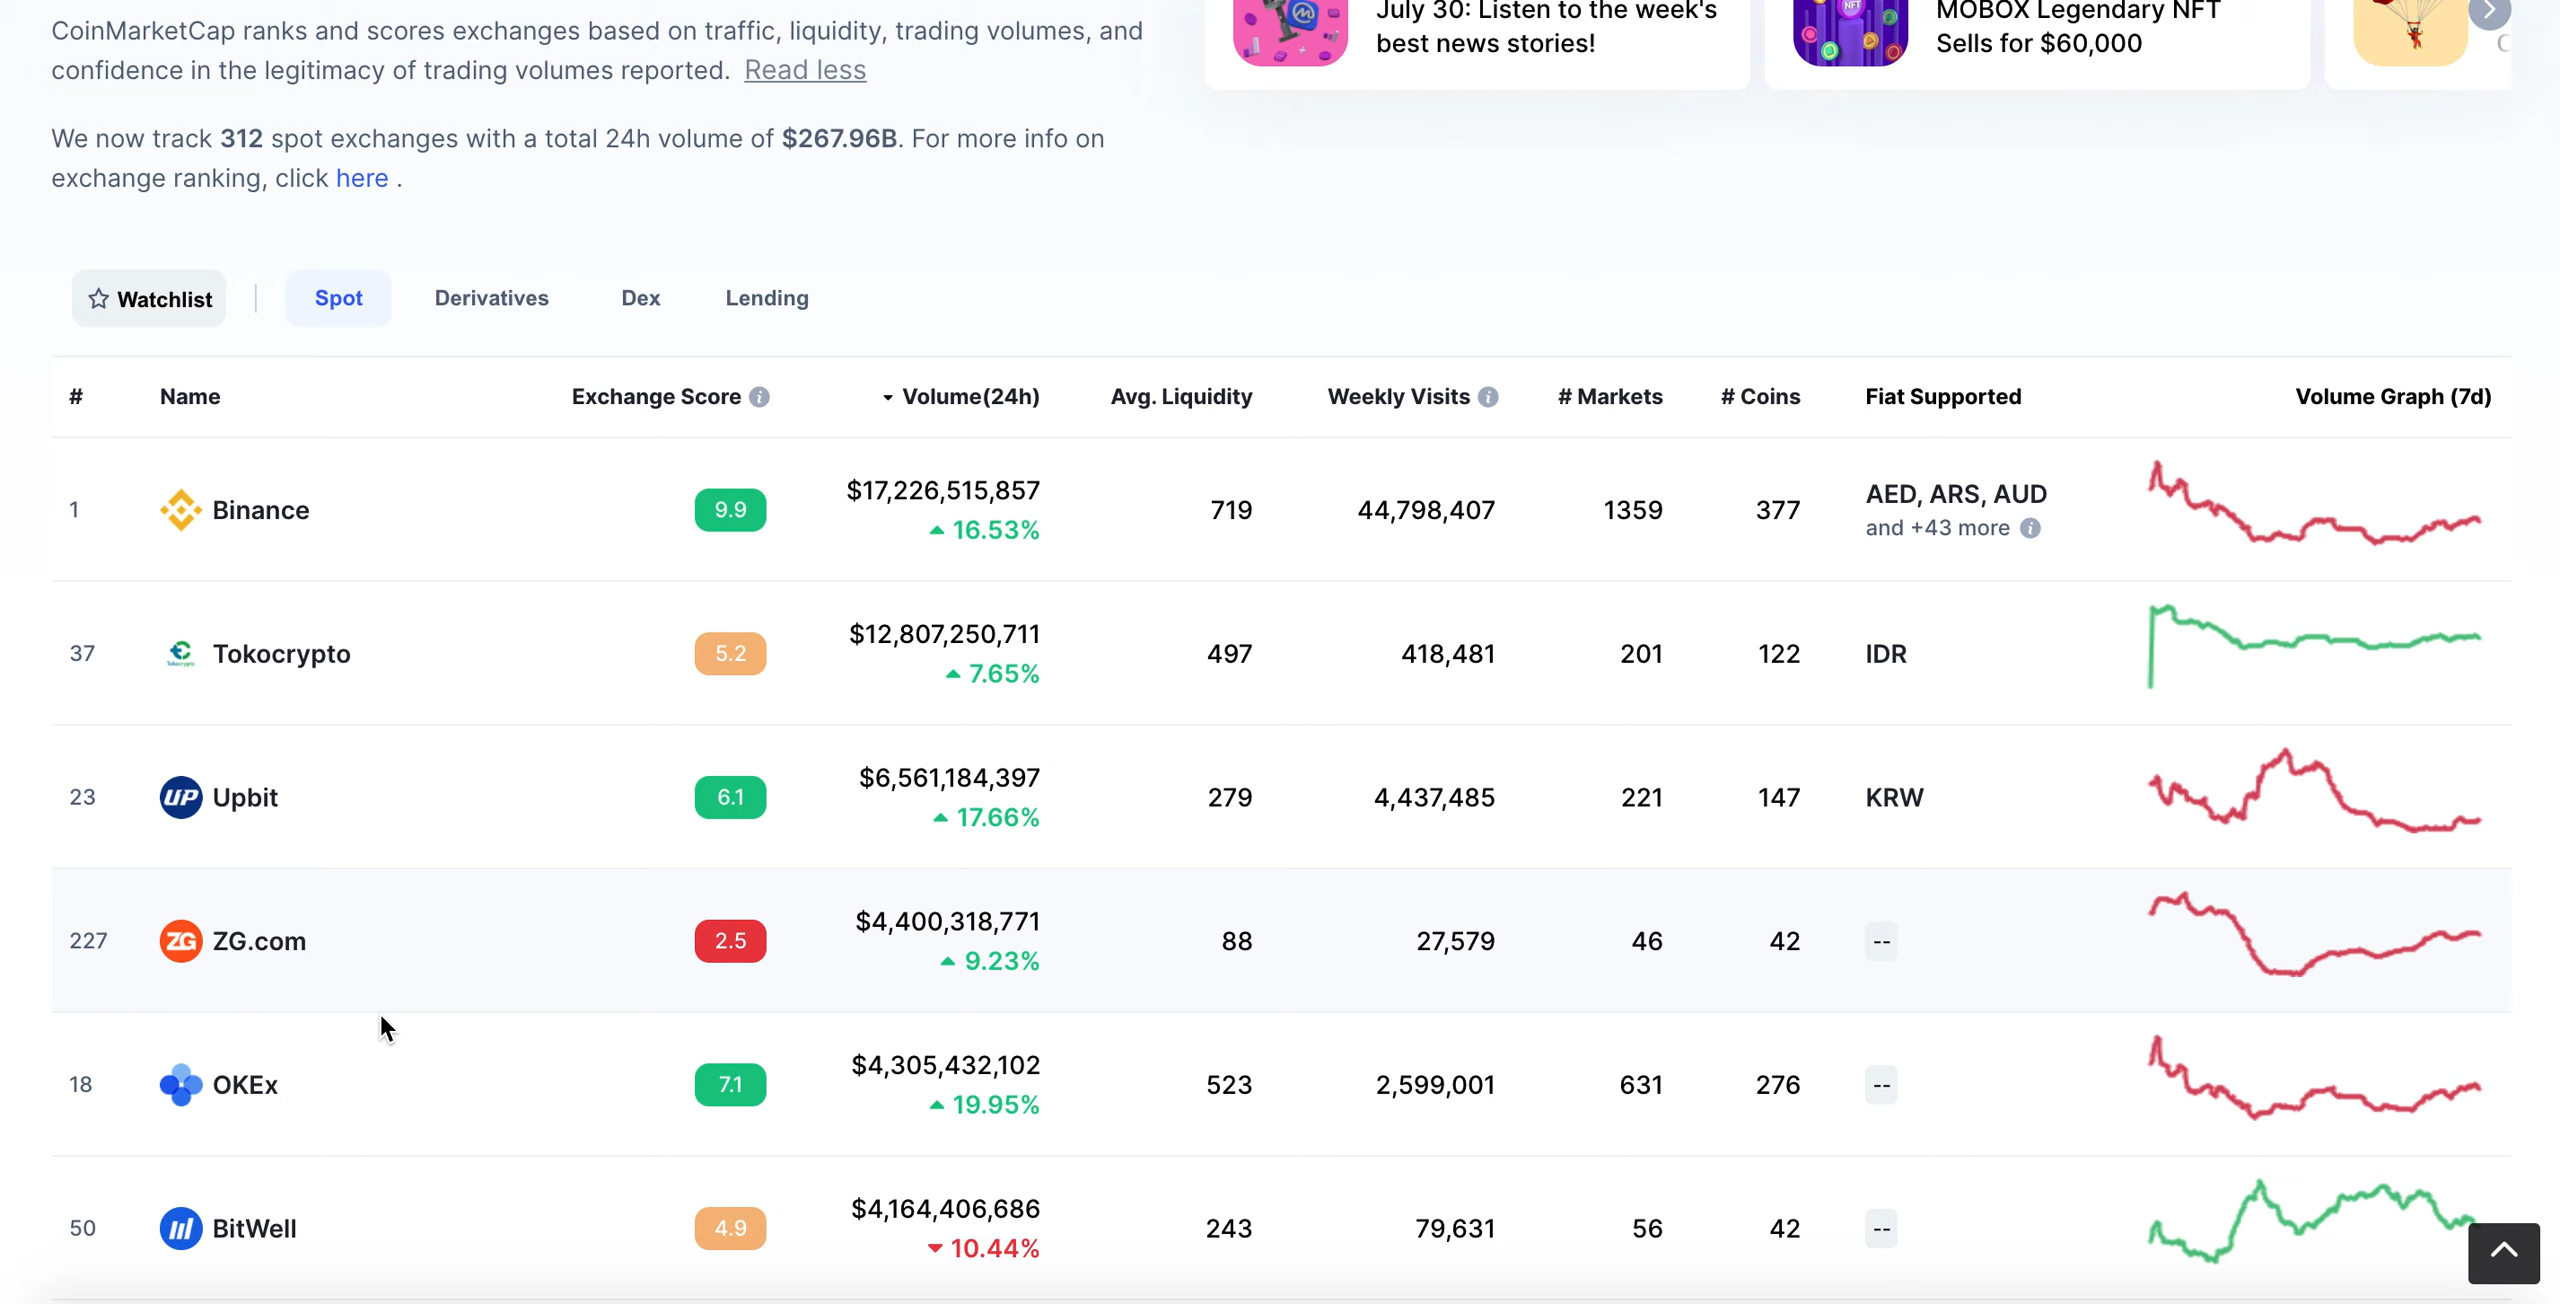 CoinMarketCap ranks and scores exchanges based on traffic, liquidity, trading volumes, and
confidence in the legitimacy of trading volumes reported. Read less
We now track 312 spot exchanges with a total 24h volume of $267.96B. For more info on
exchange ranking, click here .
July 30: Listen to the week's
best news stories!
NFT
MOBOX Legendary NFT
Sells for $60,000
Watchlist
Spot
Derivatives
Dex
Lending
# Name Exchange Score Volume(24h) Avg. Liquidity Weekly Visits # Markets # Coins Fiat Supported Volume Graph (7d)
1 Binance 9.9 $17,226,515,857 719 44,798,407 1359 377 AED, ARS, AUD
16.53% and +43 more
37 Tokocrypto 5.2 $12,807,250,711 497 418,481 201 122 IDR
7.65%
23 UP Upbit 6.1 $6,561,184,397 279 4,437,485 221 147 KRW
17.66%
227 ZG ZG.com 2.5 $4,400,318,771 88 27,579 46 42 --
9.23%
18 OKEx 7.1 $4,305,432,102 523 2,599,001 631 276 --
19.95%
50 BitWell 4.9 $4,164,406,686 243 79,631 56 42 --
10.44%